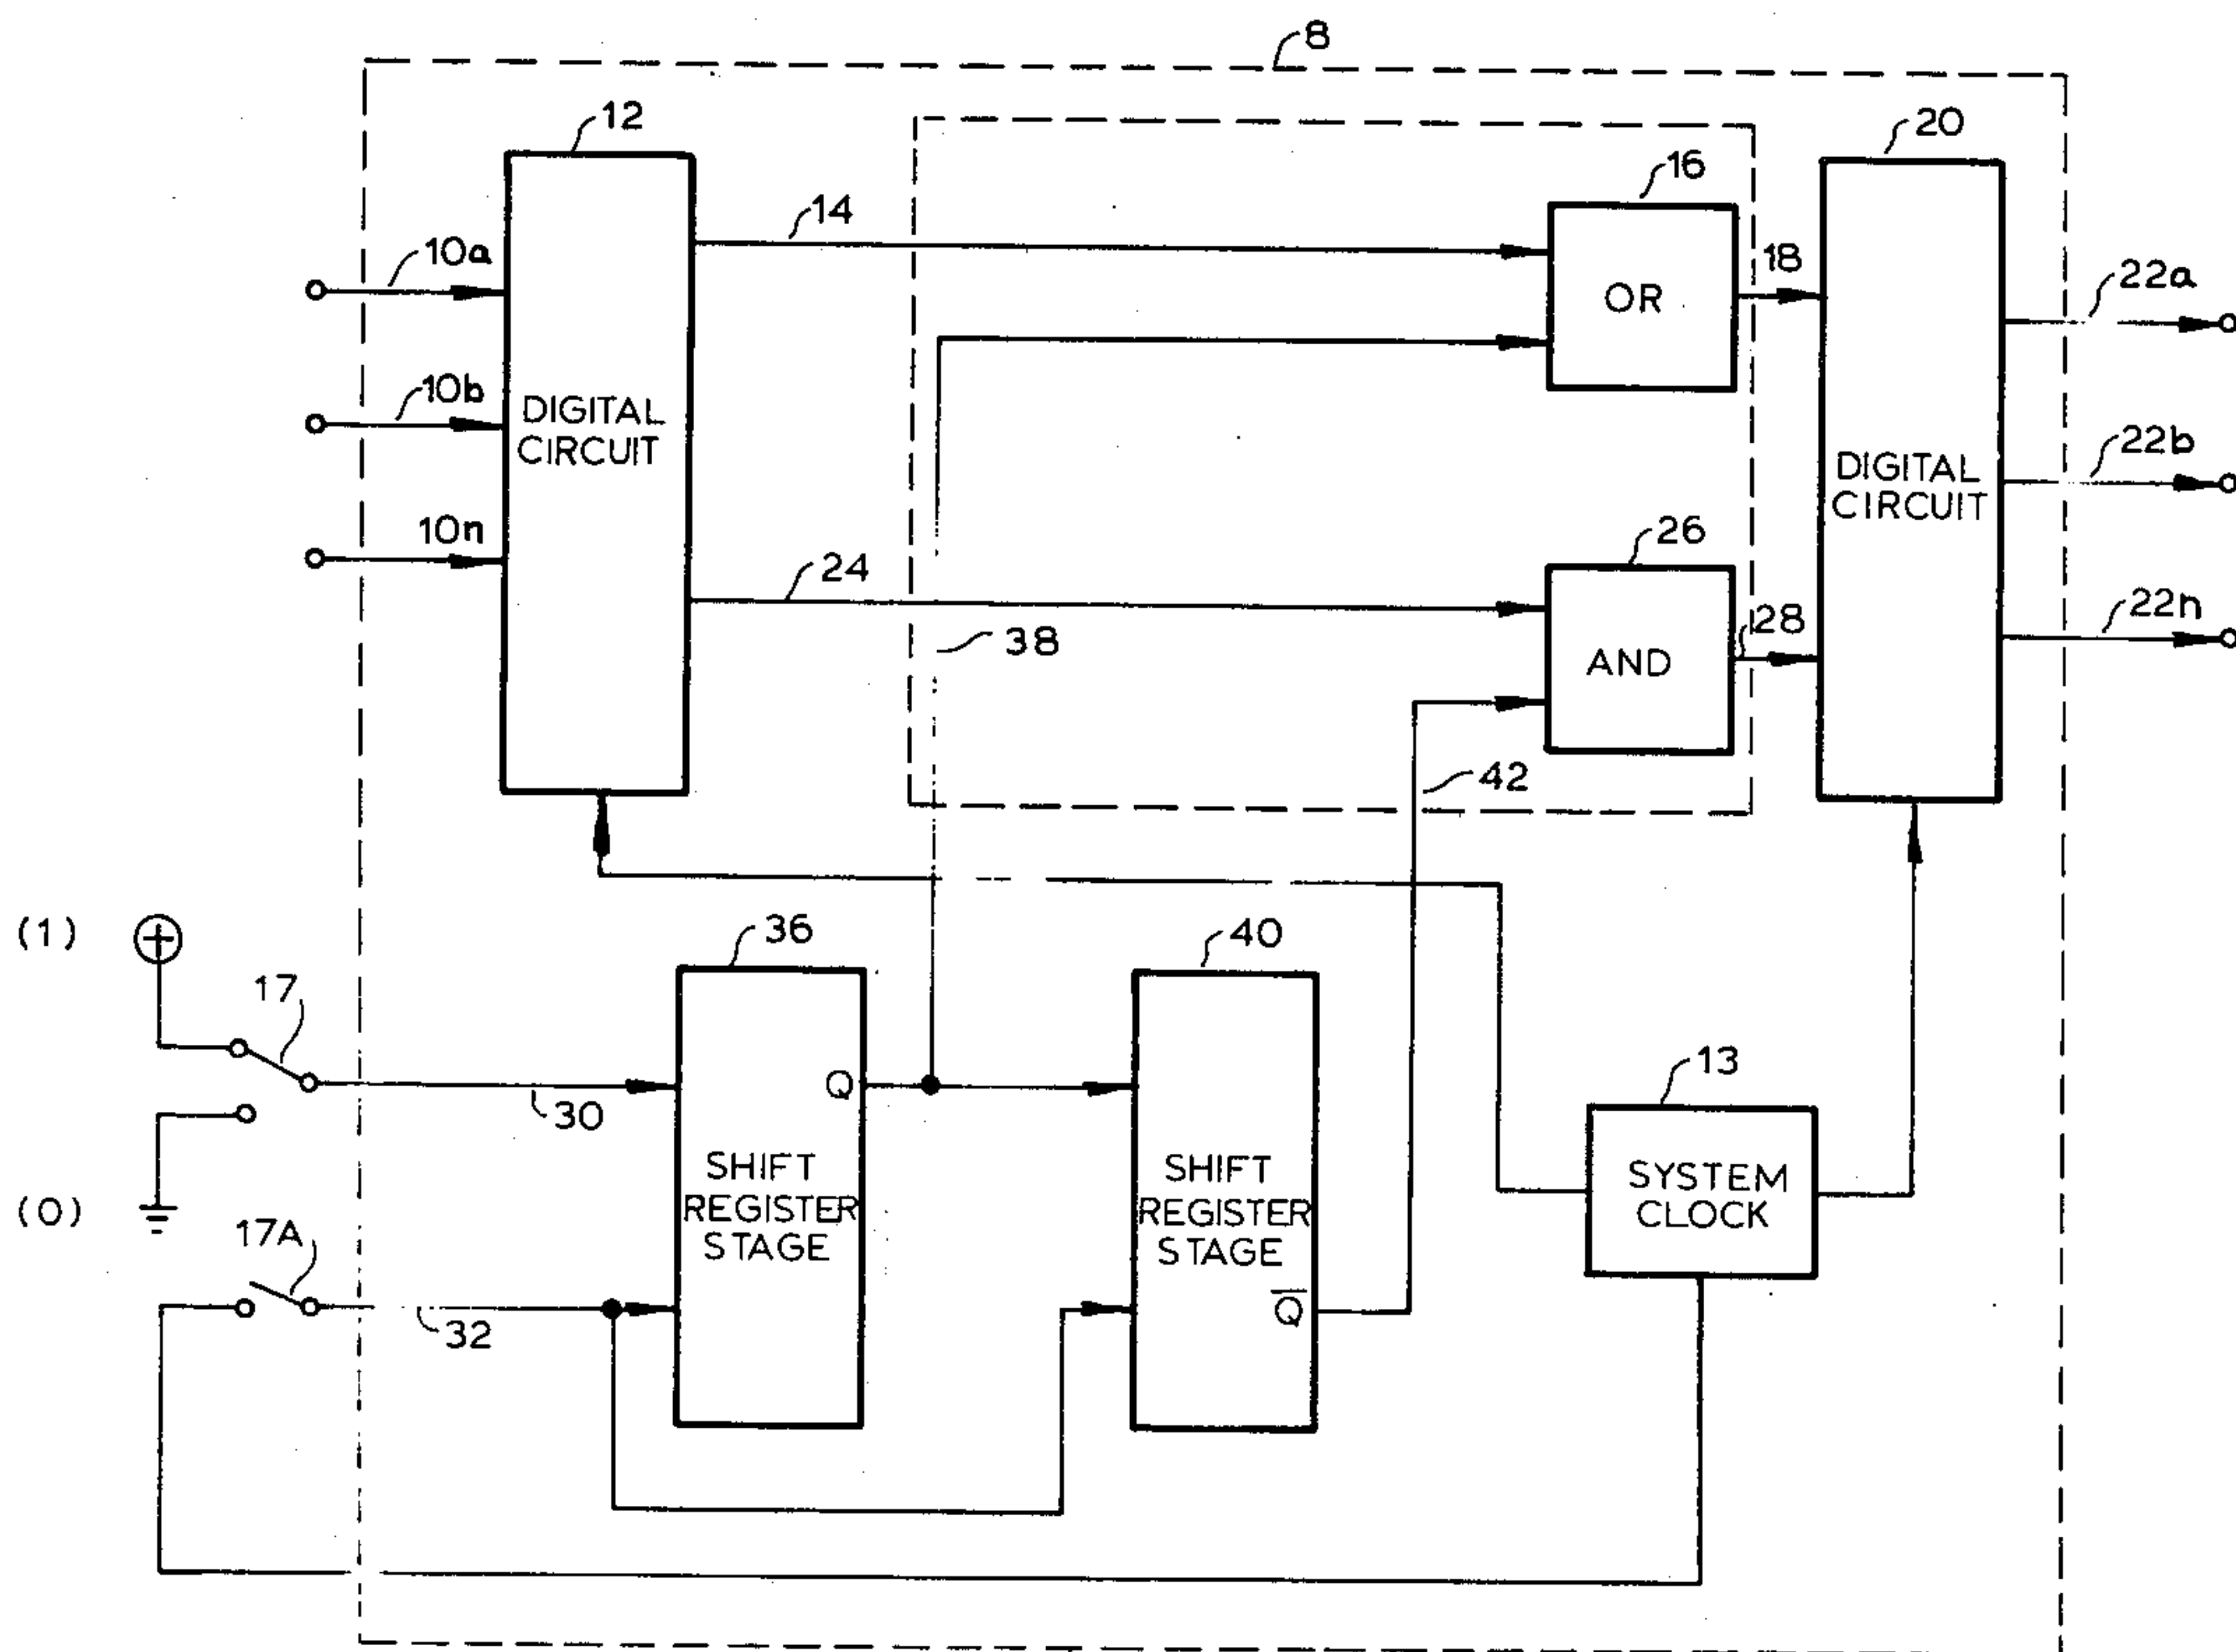 8
12
20
16
14
10a
18
OR
22a
10b
DIGITAL
CIRCUIT
22b
DIGITAL
CIRCUIT
10n
26
24
22n
28
38
AND
42
(1)
36
40
17
13
Q
30
SHIFT
REGISTER
STAGE
SHIFT
REGISTER
STAGE
SYSTEM
CLOCK
(0)
17A
Q̅
32